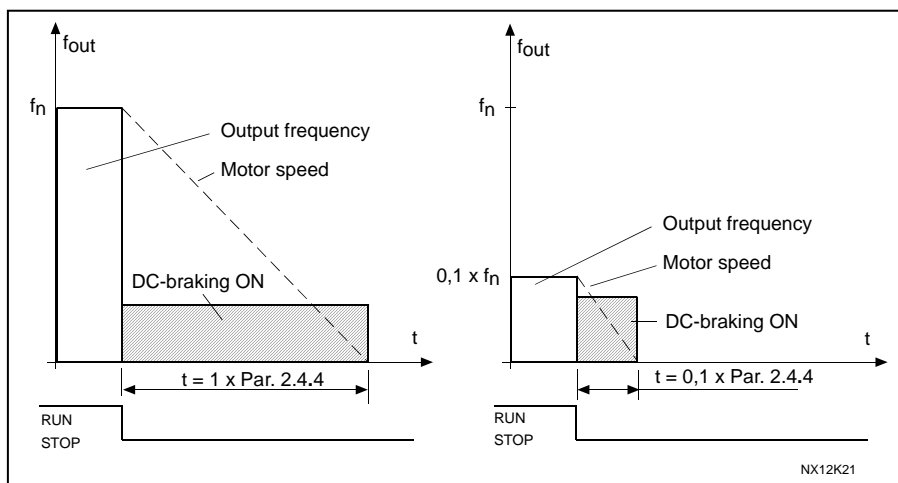 fout
fn
Output frequency
Motor speed
DC-braking ON
t
t = 1 x Par. 2.4.4
RUN
STOP
fout
fn
Output frequency
Motor speed
0,1 x fn
DC-braking ON
t
t = 0,1 x Par. 2.4.4
RUN
STOP
NX12K21